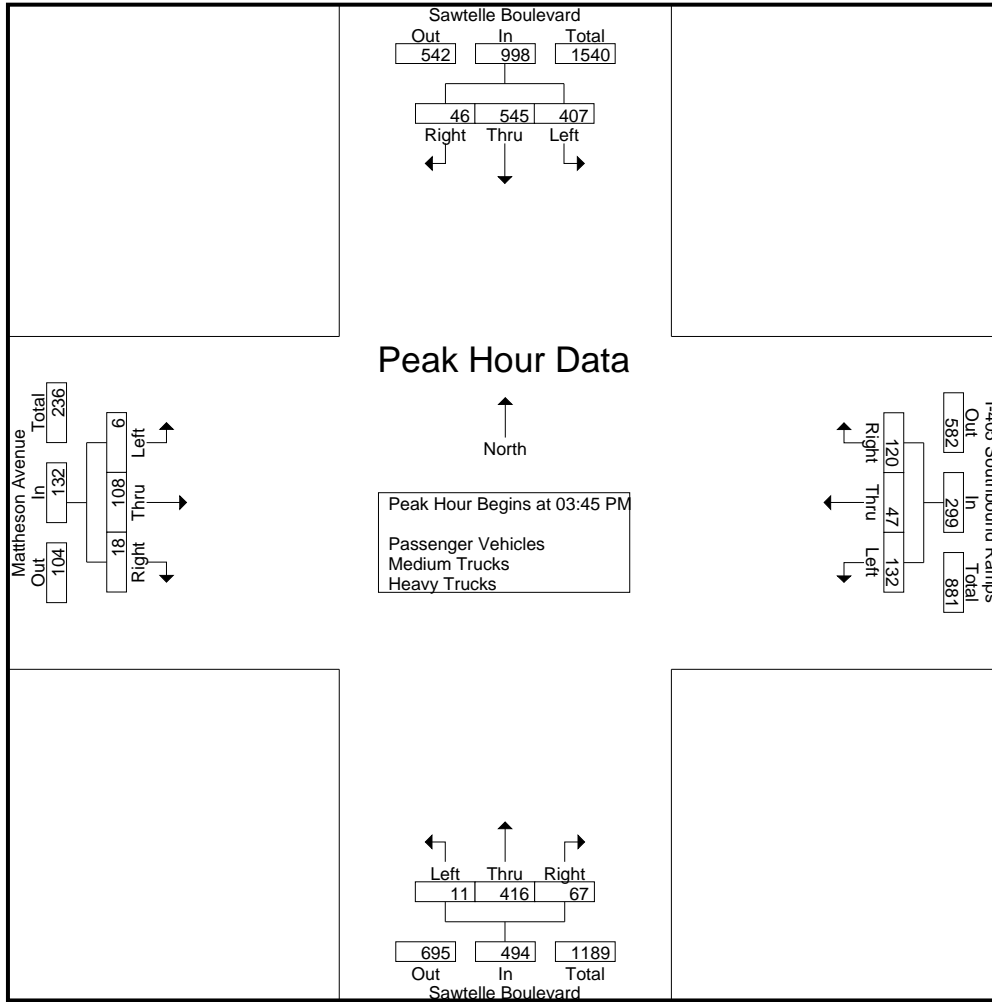 Sawtelle Boulevard
Out In Total
542 998 1540
46 545 407
Right Thru Left
Peak Hour Data
North
Peak Hour Begins at 03:45 PM
Passenger Vehicles
Medium Trucks
Heavy Trucks
Mattheson Avenue
Out In Total
104 132 236
Left Thru Right
6 108 18
I-405 Southbound Ramps
Out In Total
582 299 881
120 47 132
Right Thru Left
Left Thru Right
11 416 67
695 494 1189
Out In Total
Sawtelle Boulevard